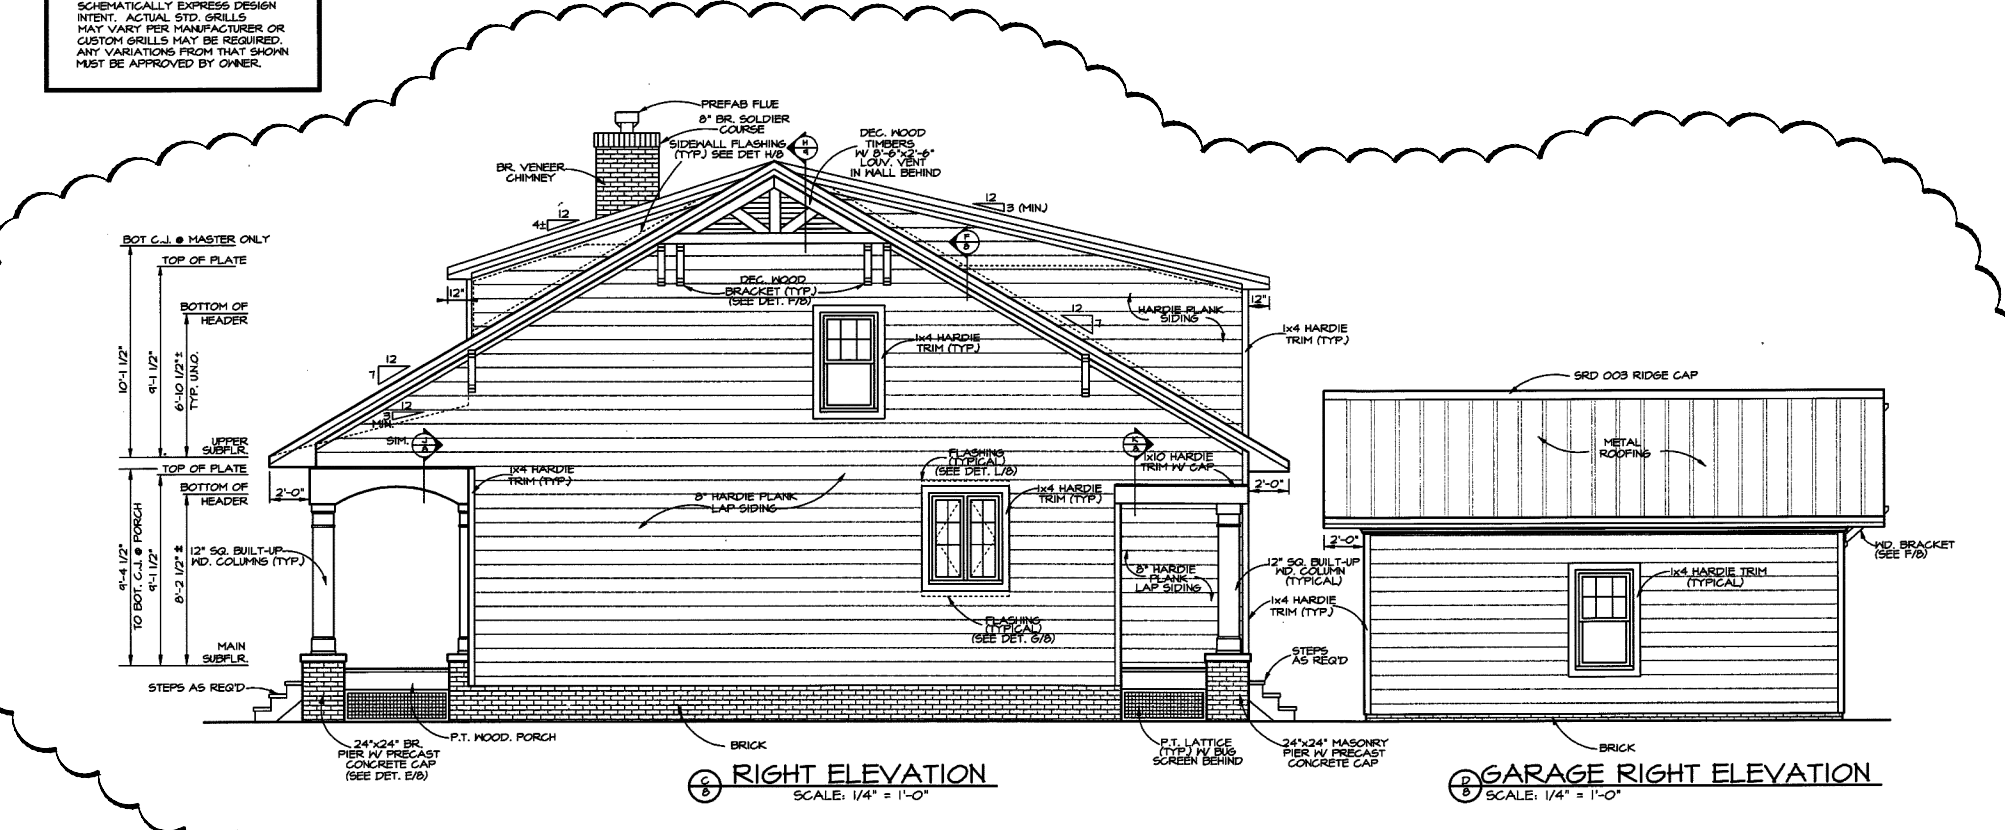 SCHEMATICALLY EXPRESS DESIGN
INTENT. ACTUAL STD. GRILLS
MAY VARY PER MANUFACTURER OR
CUSTOM GRILLS MAY BE REQUIRED.
ANY VARIATIONS FROM THAT SHOWN
MUST BE APPROVED BY OWNER.
PREFAB FLUE
8" BR. SOLDIER
COURSE
SIDEWALL FLASHING
(TYP.) SEE DET H/8
BR. VENEER
CHIMNEY
H
9
DEC. WOOD
TIMBERS
W/ 8'-6"x2'-6"
LOUV. VENT
IN WALL BEHIND
12
4±
12
3 (MIN.)
F
8
BOT C.J. @ MASTER ONLY
TOP OF PLATE
BOTTOM OF
HEADER
10'-1 1/2"
9'-1 1/2"
6'-10 1/2"±
TYP. U.N.O.
UPPER
SUBFLR.
12"
12"
DEC. WOOD
BRACKET (TYP.)
(SEE DET. F/8)
HARDIE PLANK
SIDING
12
7
1x4 HARDIE
TRIM (TYP.)
1x4 HARDIE
TRIM (TYP.)
12
7
12
3
MIN.
SIM.
J
8
K
8
TOP OF PLATE
BOTTOM OF
HEADER
2'-0"
1x4 HARDIE
TRIM (TYP.)
FLASHING
(TYPICAL)
(SEE DET. L/8)
1x10 HARDIE
TRIM W/ CAP
2'-0"
8" HARDIE PLANK
LAP SIDING
1x4 HARDIE
TRIM (TYP.)
9'-4 1/2"
TO BOT. C.J. @ PORCH
9'-1 1/2"
8'-2 1/2" ±
12" SQ. BUILT-UP
WD. COLUMNS (TYP.)
8" HARDIE
PLANK
LAP SIDING
12" SQ. BUILT-UP
WD. COLUMN
(TYPICAL)
1x4 HARDIE
TRIM (TYP.)
FLASHING
(TYPICAL)
(SEE DET. G/8)
MAIN
SUBFLR.
STEPS AS REQ'D
STEPS
AS REQ'D
24"x24" BR.
PIER W/ PRECAST
CONCRETE CAP
(SEE DET. E/8)
P.T. WOOD. PORCH
BRICK
P.T. LATTICE
(TYP.) W/ BUG
SCREEN BEHIND
24"x24" MASONRY
PIER W/ PRECAST
CONCRETE CAP
C
8
RIGHT ELEVATION
SCALE: 1/4" = 1'-0"
SRD 003 RIDGE CAP
METAL
ROOFING
2'-0"
WD. BRACKET
(SEE F/8)
1x4 HARDIE TRIM
(TYPICAL)
BRICK
D
8
GARAGE RIGHT ELEVATION
SCALE: 1/4" = 1'-0"